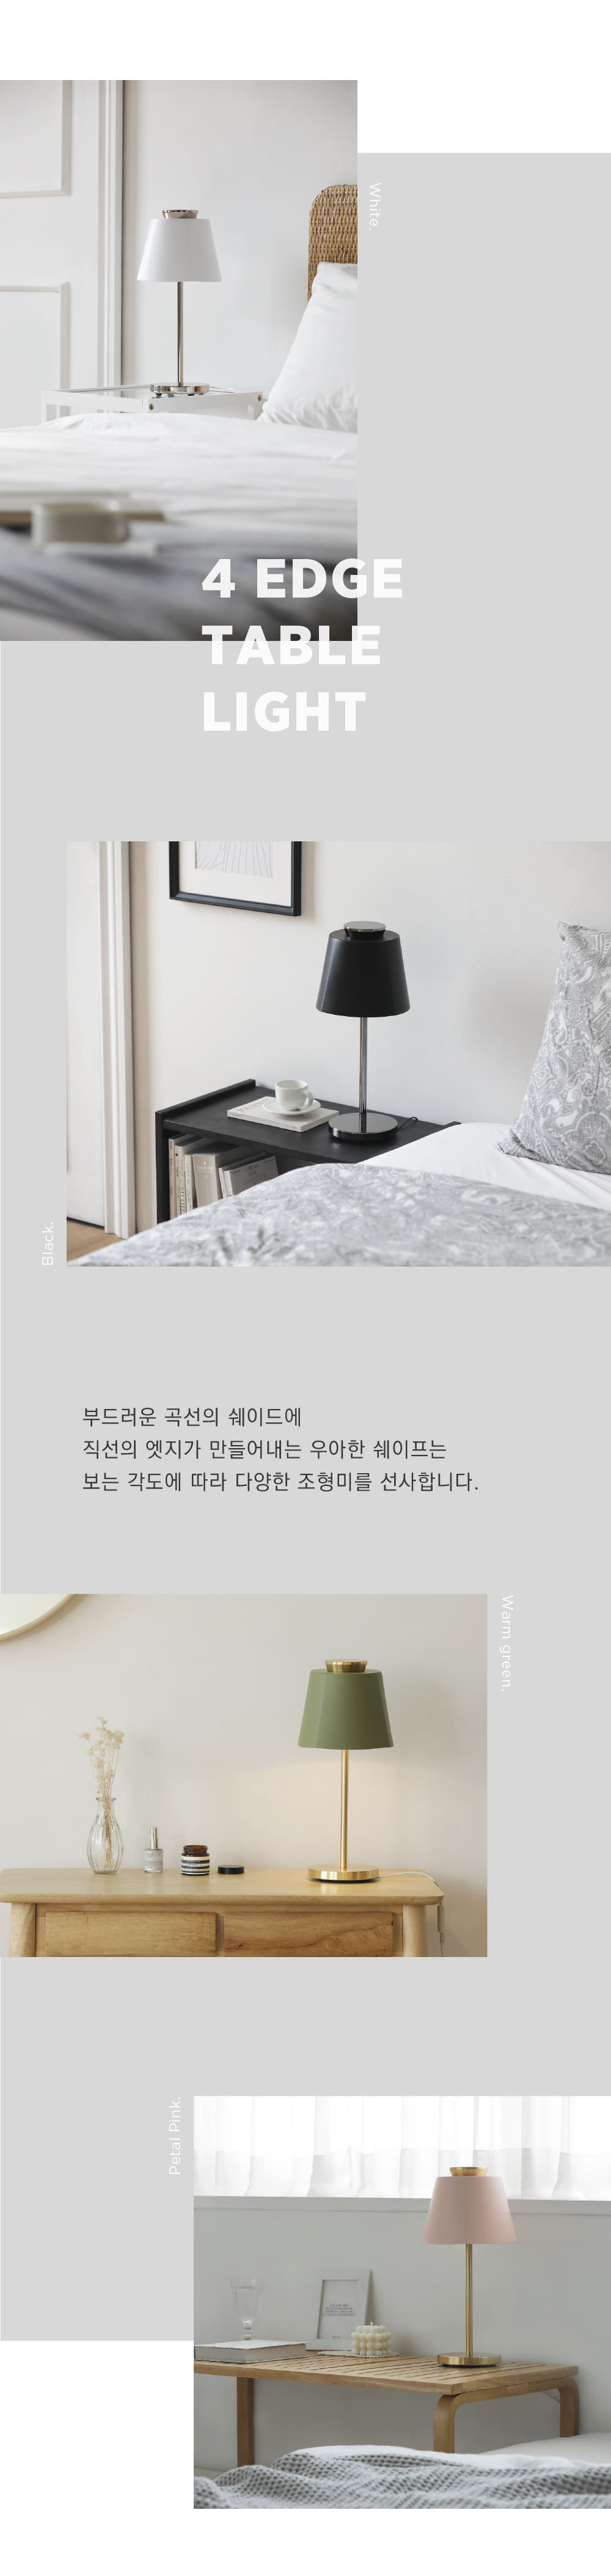 White.
4 EDGE
TABLE
LIGHT
Black.
부드러운 곡선의 쉐이드에
직선의 엣지가 만들어내는 우아한 쉐이프는
보는 각도에 따라 다양한 조형미를 선사합니다.
Warm green.
Petal Pink.